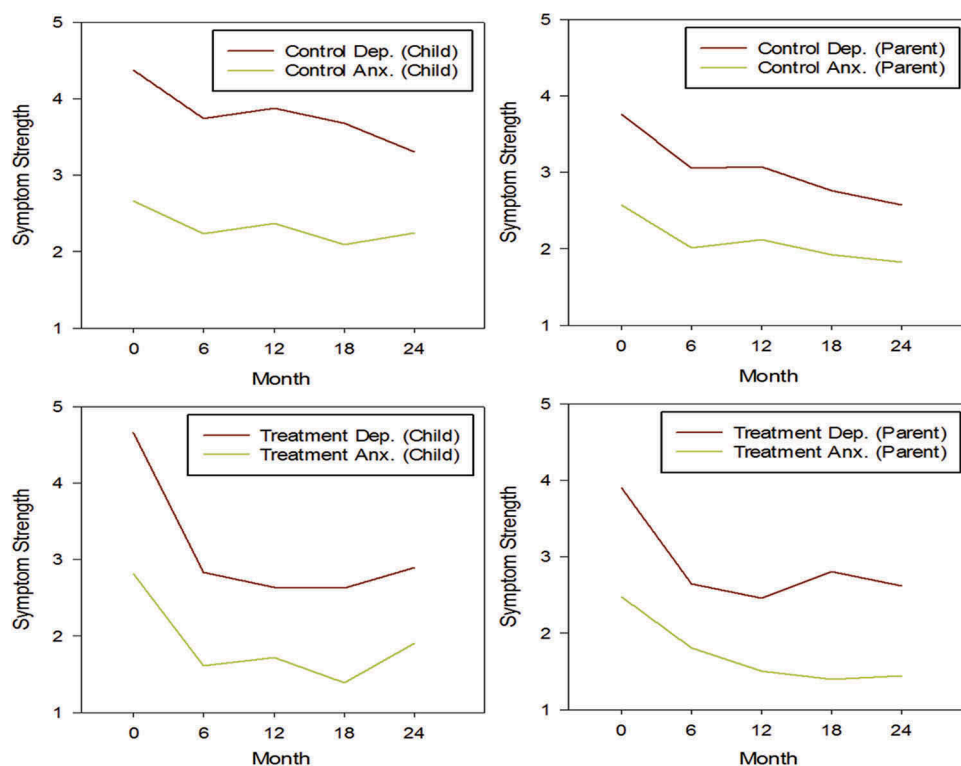 Control Dep. (Child)
Control Anx. (Child)
Symptom Strength
5
4
3
2
1
0 6 12 18 24
Month
Control Dep. (Parent)
Control Anx. (Parent)
Symptom Strength
5
4
3
2
1
0 6 12 18 24
Month
Treatment Dep. (Child)
Treatment Anx. (Child)
Symptom Strength
5
4
3
2
1
0 6 12 18 24
Month
Treatment Dep. (Parent)
Treatment Anx. (Parent)
Symptom Strength
5
4
3
2
1
0 6 12 18 24
Month